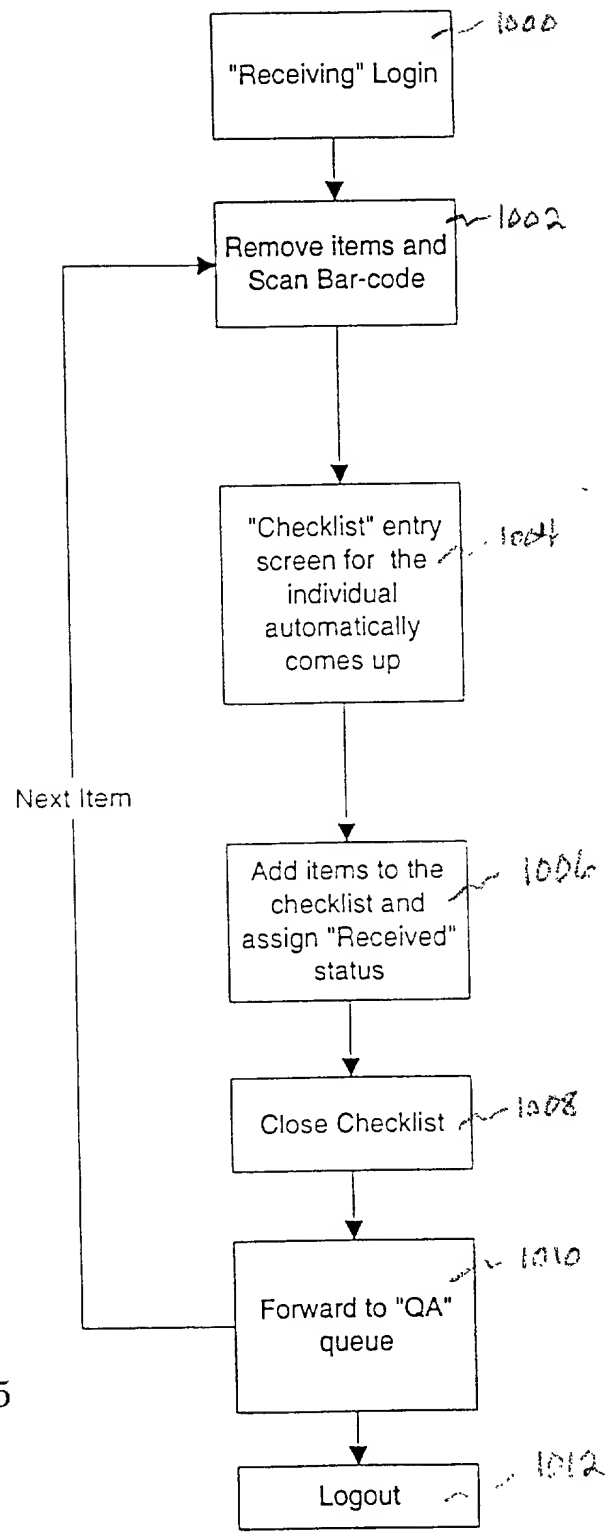 1000
"Receiving" Login
1002
Remove items and
Scan Bar-code
"Checklist" entry
screen for the
individual
automatically
comes up
1004
Next Item
Add items to the
checklist and
assign "Received"
status
1006
Close Checklist
1008
1010
Forward to "QA"
queue
5
Logout
1012